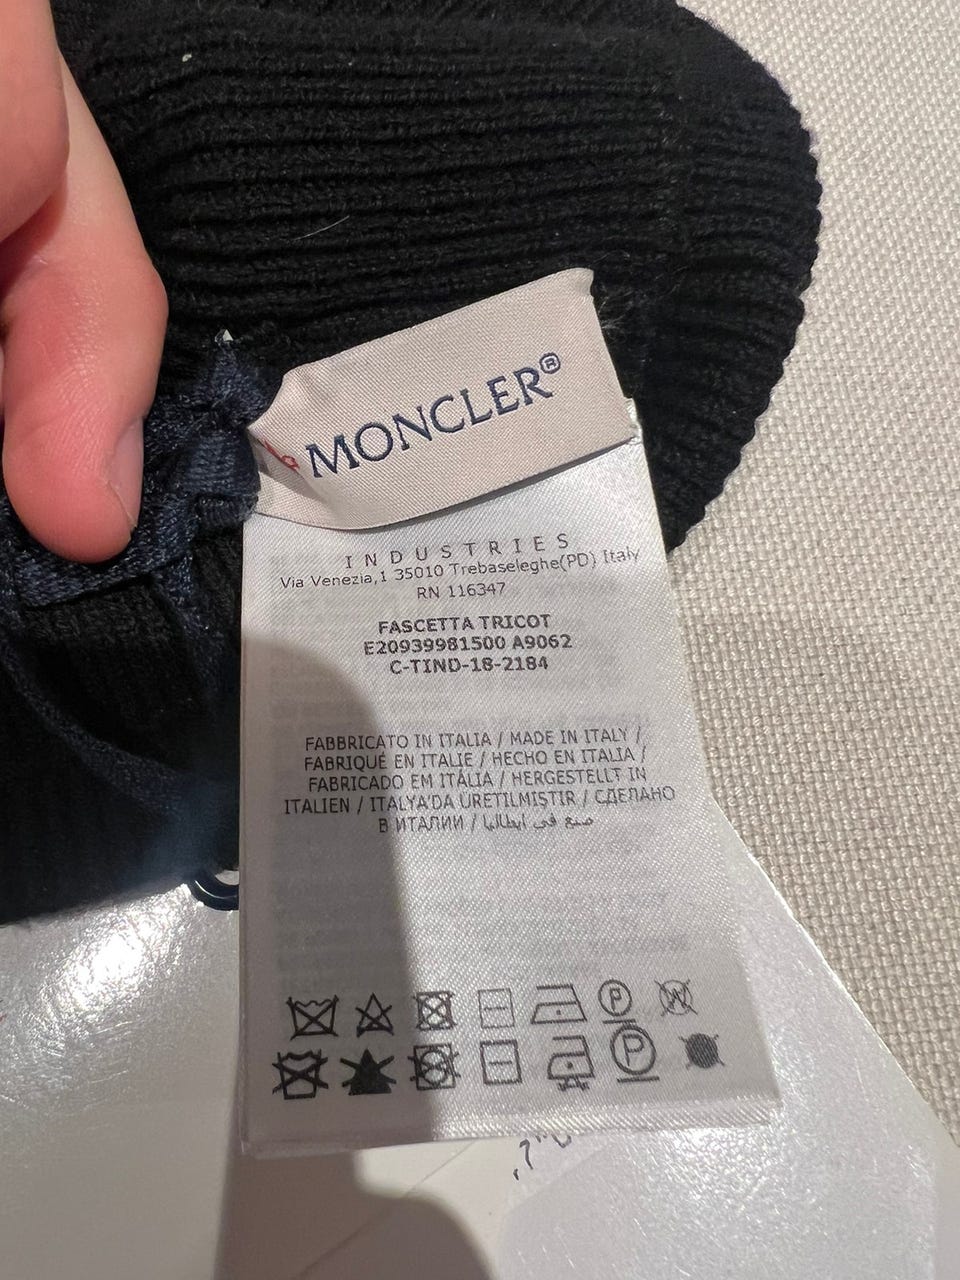 MONCLER®
INDUSTRIES
Via Venezia,1 35010 Trebaseleghe(PD) Italy
RN 116347
FASCETTA TRICOT
E20939981500 A9062
C-TIND-18-2184
FABBRICATO IN ITALIA / MADE IN ITALY /
FABRIQUÉ EN ITALIE / HECHO EN ITALIA /
FABRICADO EM ITÁLIA / HERGESTELLT IN
ITALIEN / ITALYA'DA ÜRETILMIŞTIR / СДЕЛАНО
В ИТАЛИИ / صنع في ايطاليا
P W
P